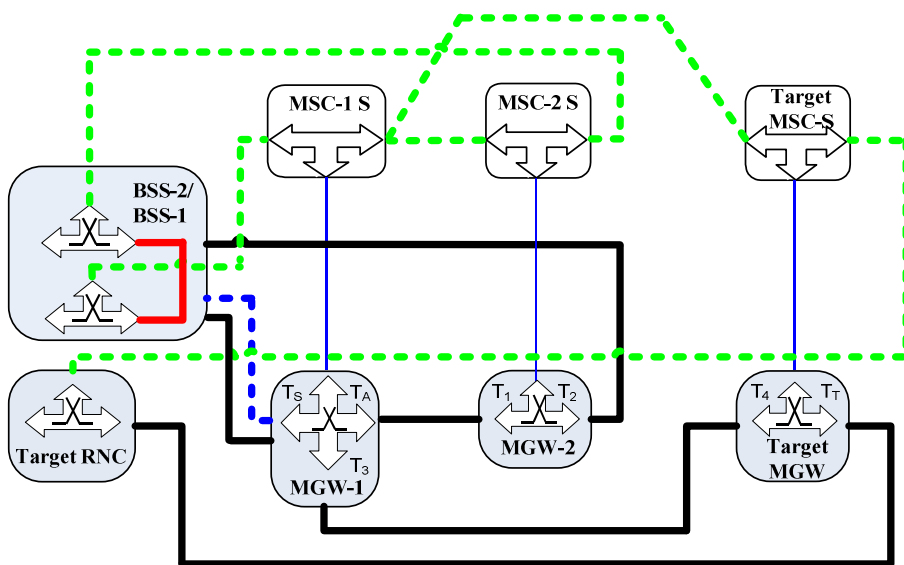 MSC-1 S
MSC-2 S
Target
MSC-S
BSS-2/
BSS-1
TS
TA
T3
MGW-1
T1
T2
MGW-2
T4
TT
Target
MGW
Target RNC